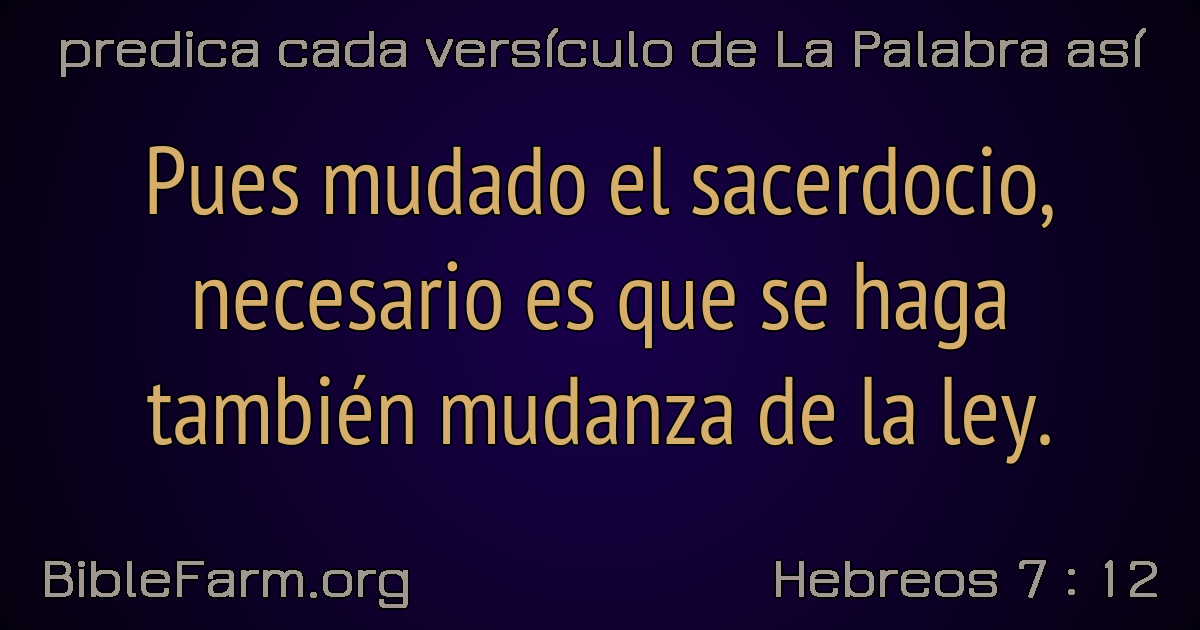 predica cada versículo de La Palabra así
Pues mudado el sacerdocio,
necesario es que se haga
también mudanza de la ley.
BibleFarm.org
Hebreos 7 : 12